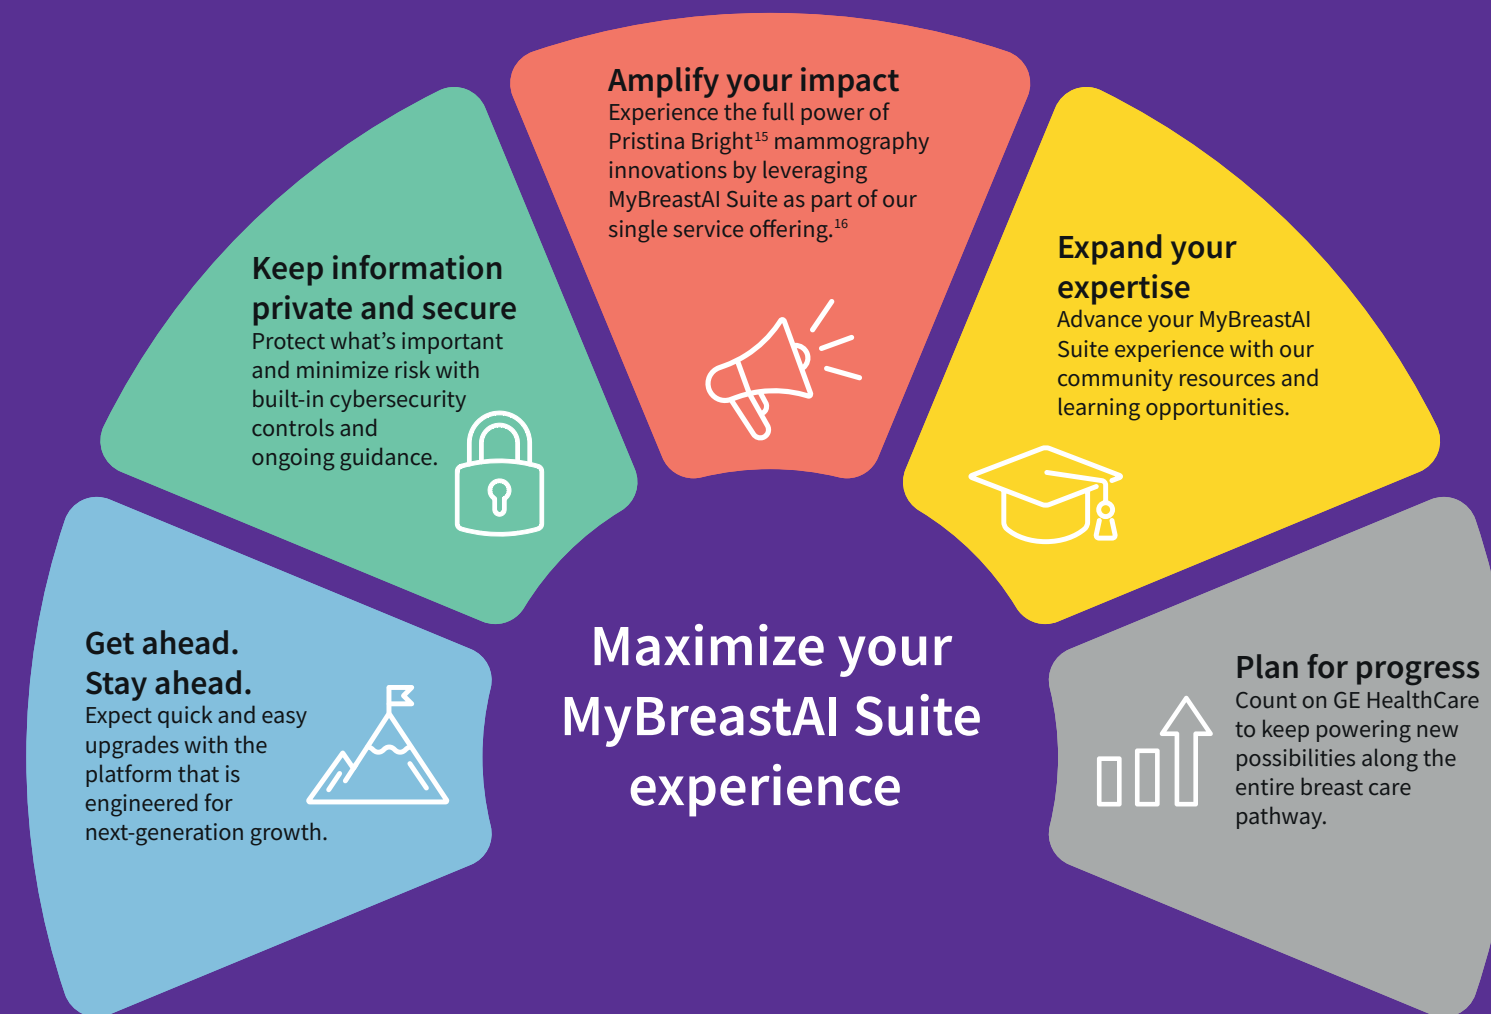 Get ahead.
Stay ahead.
Expect quick and easy
upgrades with the
platform that is
engineered for
next-generation growth.
Keep information
private and secure
Protect what’s important
and minimize risk with
built-in cybersecurity
controls and
ongoing guidance.
Amplify your impact
Experience the full power of
Pristina Bright¹⁵ mammography
innovations by leveraging
MyBreastAI Suite as part of our
single service offering.¹⁶
Expand your
expertise
Advance your MyBreastAI
Suite experience with our
community resources and
learning opportunities.
Plan for progress
Count on GE HealthCare
to keep powering new
possibilities along the
entire breast care
pathway.
Maximize your
MyBreastAI Suite
experience